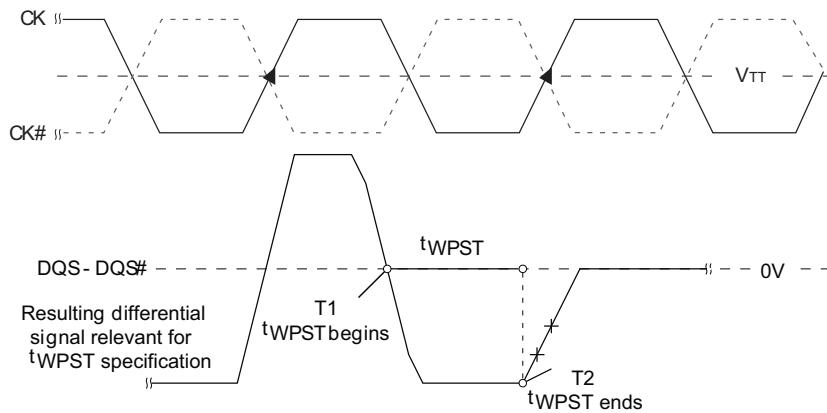 CK
VTT
CK#
tWPST
DQS - DQS#
0V
Resulting differential
signal relevant for
tWPST specification
T1
tWPST begins
T2
tWPST ends